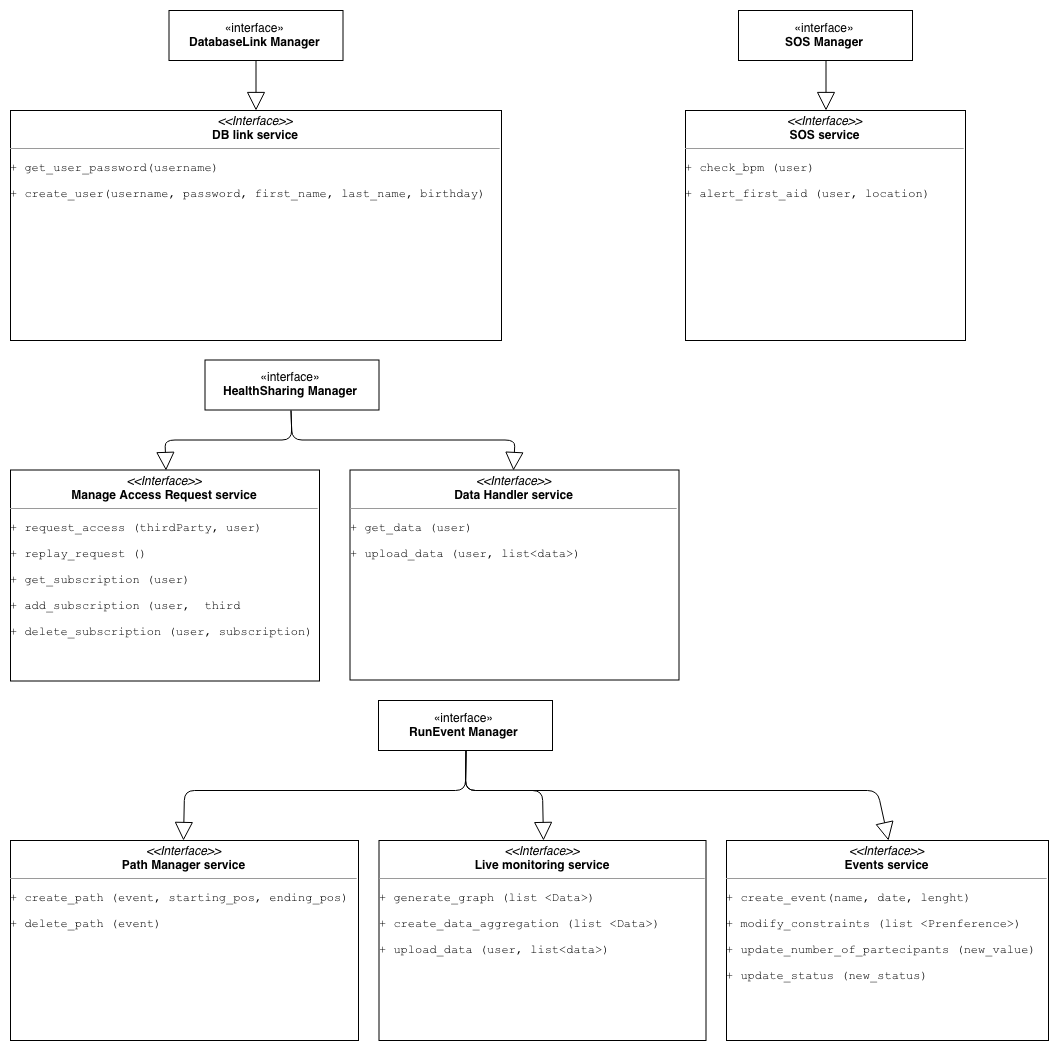 «interface»
DatabaseLink Manager
«interface»
SOS Manager
<<Interface>>
DB link service
+ get_user_password(username)
+ create_user(username, password, first_name, last_name, birthday)
<<Interface>>
SOS service
+ check_bpm (user)
+ alert_first_aid (user, location)
«interface»
HealthSharing Manager
<<Interface>>
Manage Access Request service
+ request_access (thirdParty, user)
+ replay_request ()
+ get_subscription (user)
+ add_subscription (user,  third
+ delete_subscription (user, subscription)
<<Interface>>
Data Handler service
+ get_data (user)
+ upload_data (user, list<data>)
«interface»
RunEvent Manager
<<Interface>>
Path Manager service
+ create_path (event, starting_pos, ending_pos)
+ delete_path (event)
<<Interface>>
Live monitoring service
+ generate_graph (list <Data>)
+ create_data_aggregation (list <Data>)
+ upload_data (user, list<data>)
<<Interface>>
Events service
+ create_event(name, date, lenght)
+ modify_constraints (list <Prenference>)
+ update_number_of_partecipants (new_value)
+ update_status (new_status)